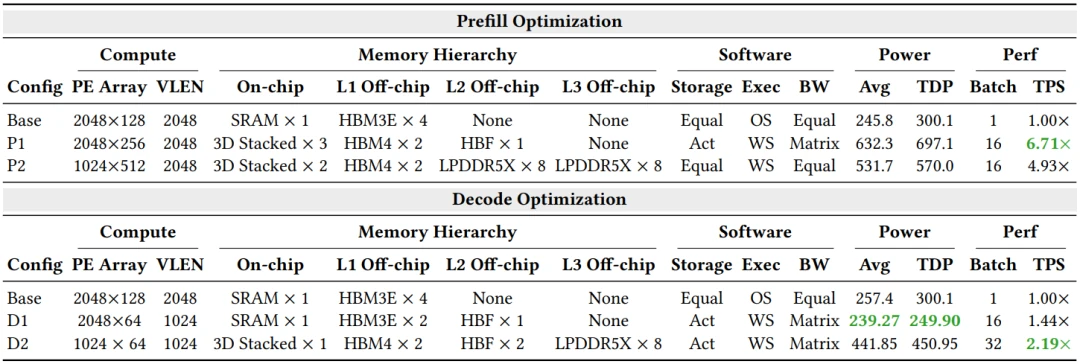 Prefill Optimization
Compute Memory Hierarchy Software Power Perf
Config PE Array VLEN On-chip L1 Off-chip L2 Off-chip L3 Off-chip Storage Exec BW Avg TDP Batch TPS
Base 2048×128 2048 SRAM × 1 HBM3E × 4 None None Equal OS Equal 245.8 300.1 1 1.00×
P1 2048×256 2048 3D Stacked × 3 HBM4 × 2 HBF × 1 None Act WS Matrix 632.3 697.1 16 6.71×
P2 1024×512 2048 3D Stacked × 2 HBM4 × 2 LPDDR5X × 8 LPDDR5X × 8 Equal WS Equal 531.7 570.0 16 4.93×
Decode Optimization
Compute Memory Hierarchy Software Power Perf
Config PE Array VLEN On-chip L1 Off-chip L2 Off-chip L3 Off-chip Storage Exec BW Avg TDP Batch TPS
Base 2048×128 2048 SRAM × 1 HBM3E × 4 None None Equal OS Equal 257.4 300.1 1 1.00×
D1 2048×64 1024 SRAM × 1 HBM3E × 2 HBF × 1 None Act WS Matrix 239.27 249.90 16 1.44×
D2 1024 × 64 1024 3D Stacked × 1 HBM4 × 2 HBF × 2 LPDDR5X × 8 Act WS Matrix 441.85 450.95 32 2.19×